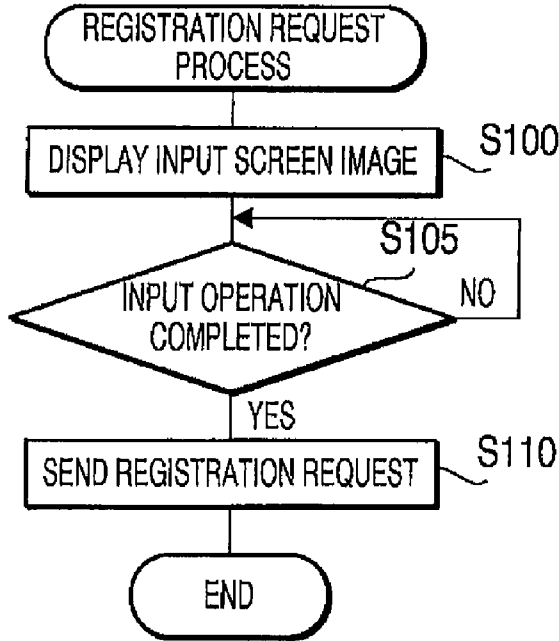 REGISTRATION REQUEST
PROCESS
DISPLAY INPUT SCREEN IMAGE
S100
S105
INPUT OPERATION
COMPLETED?
NO
YES
SEND REGISTRATION REQUEST
S110
END